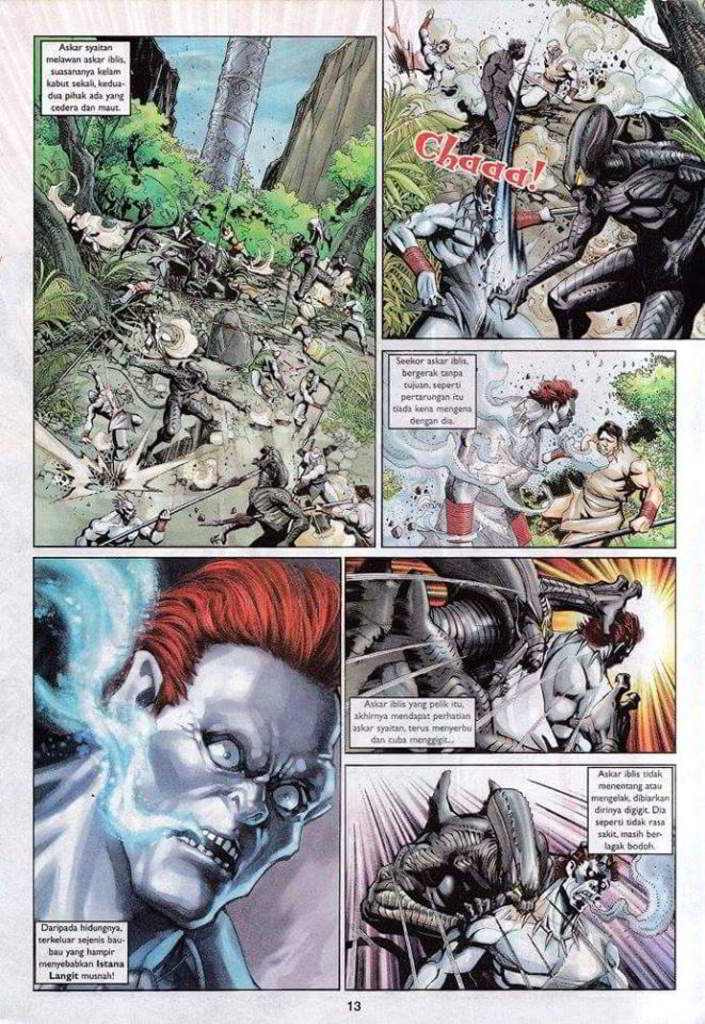 Askar syaitan
melawan askar iblis,
suasananya kelam
kabut sekali, kedua-
dua pihak ada yang
cedera dan maut.
Chaaa!
Seekor askar iblis,
bergerak tanpa
tujuan, seperti
pertarungan itu
tiada kena mengena
dengan dia.
Daripada hidungnya,
terkeluar sejenis bau-
bau yang hampir
menyebabkan Istana
Langit musnah!
Askar iblis yang pelik itu,
akhirnya mendapat perhatian
askar syaitan, terus menyerbu
dan cuba menggigit...
Askar iblis tidak
menentang atau
mengelak, dibiarkan
dirinya digigit. Dia
seperti tidak rasa
sakit, masih ber-
lagak bodoh.
13